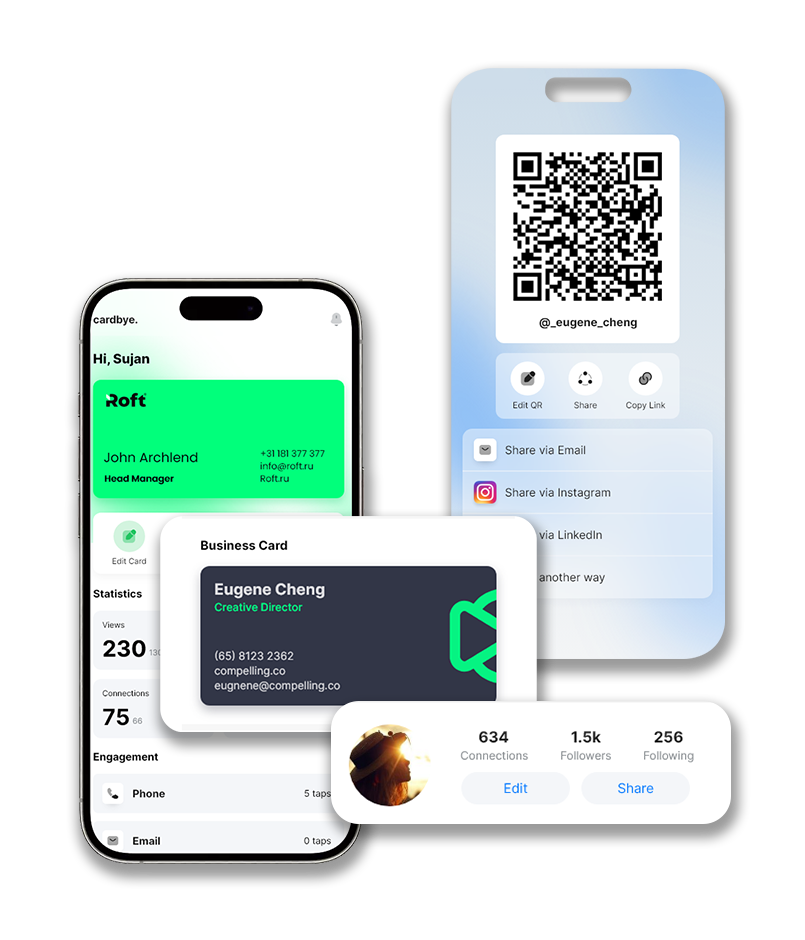 @_eugene_cheng
Edit QR
Share
Copy Link
Share via Email
Share via Instagram
via LinkedIn
another way
cardbye.
Hi, Sujan
Roft
John Archlend
Head Manager
+31 181 377 377
info@roft.ru
Roft.ru
Edit Card
Statistics
Views
230 130
Connections
75 66
Engagement
Phone
5 taps
Email
0 taps
Business Card
Eugene Cheng
Creative Director
(65) 8123 2362
compelling.co
eugnene@compelling.co
634
1.5k
256
Connections
Followers
Following
Edit
Share